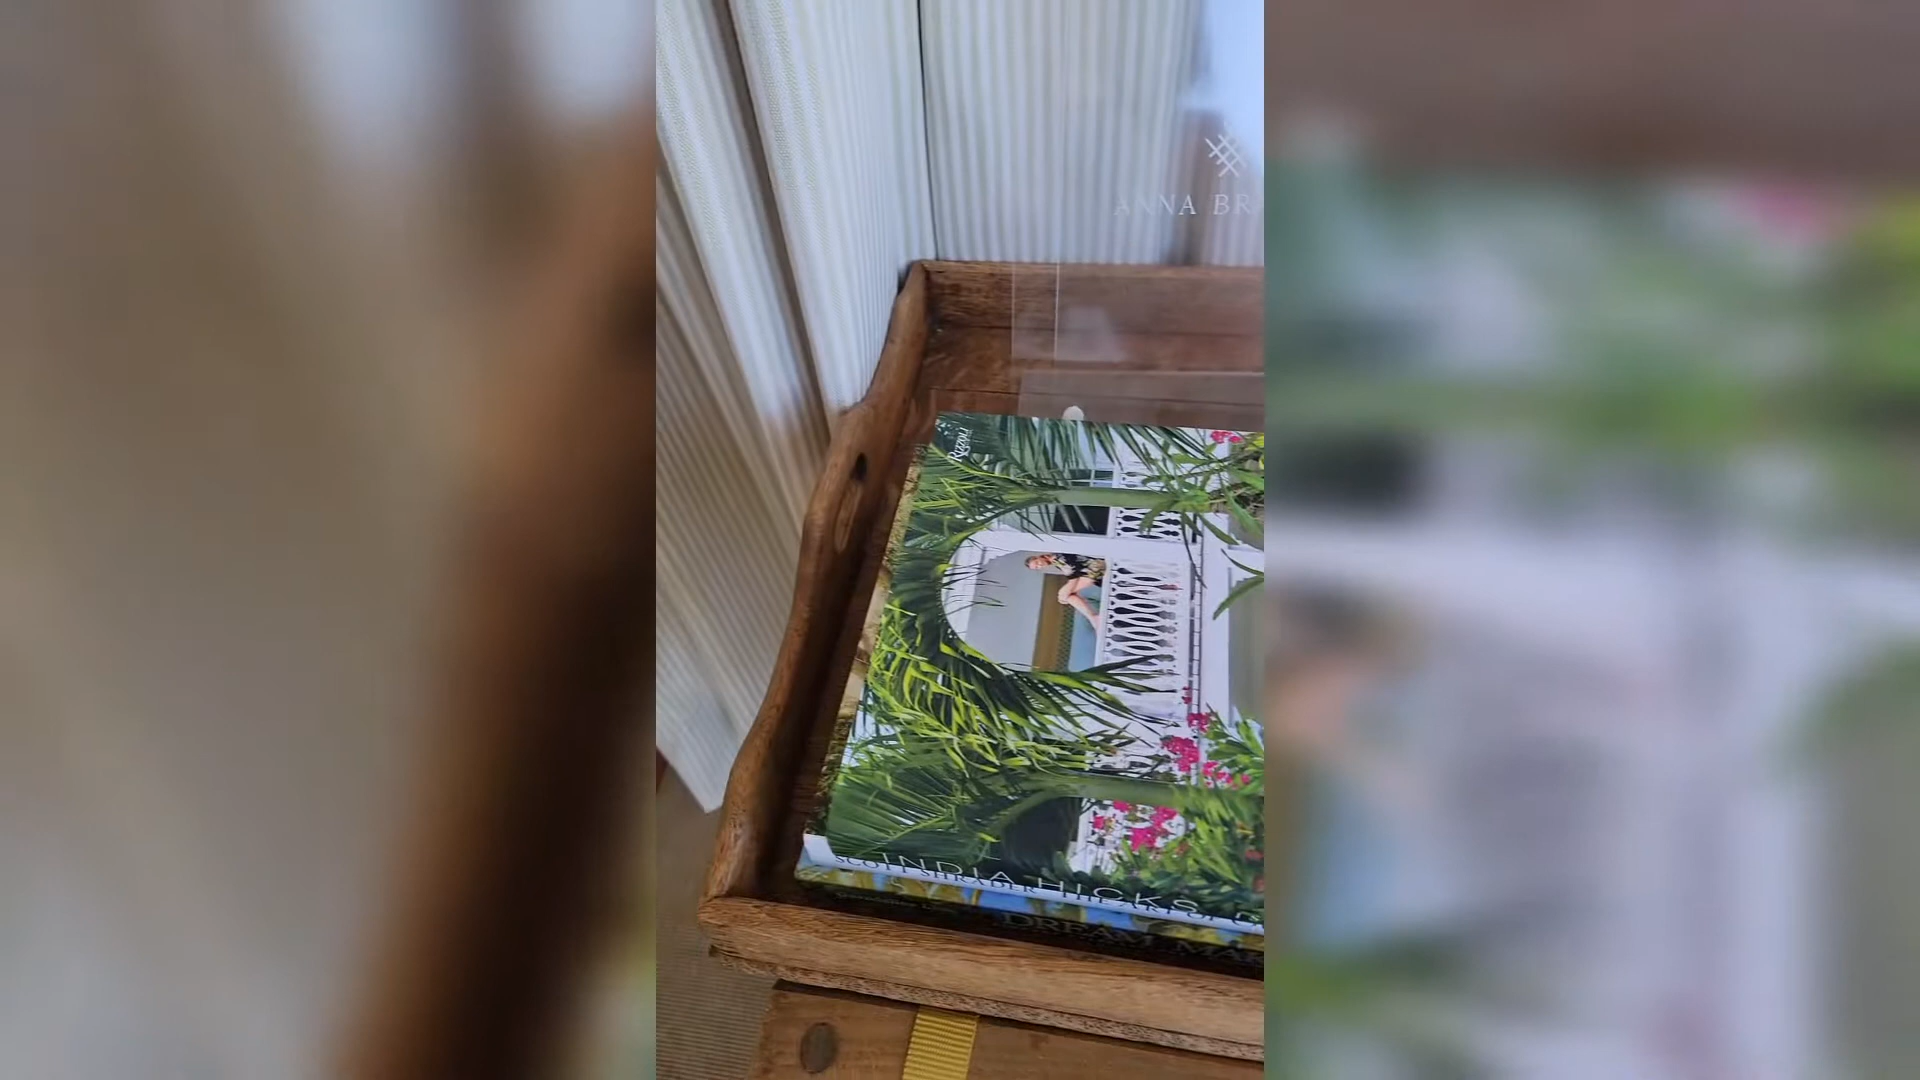 ANNA BR
RIZZOLI
INDIA HICKS
SCOTT SHRADER THE ART OF
DREAM